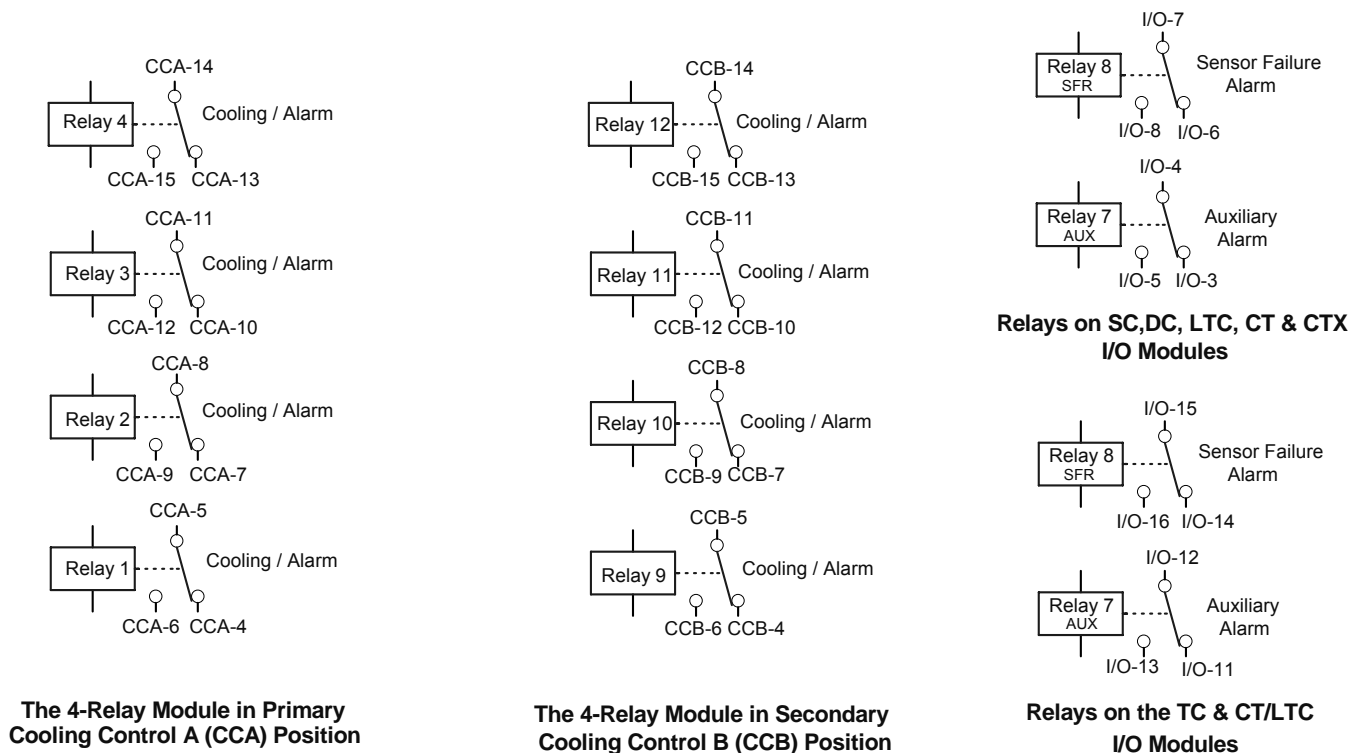 CCA-14
Relay 4
Cooling / Alarm
CCA-15 CCA-13
CCA-11
Relay 3
Cooling / Alarm
CCA-12 CCA-10
CCA-8
Relay 2
Cooling / Alarm
CCA-9 CCA-7
CCA-5
Relay 1
Cooling / Alarm
CCA-6 CCA-4
The 4-Relay Module in Primary
Cooling Control A (CCA) Position
CCB-14
Relay 12
Cooling / Alarm
CCB-15 CCB-13
CCB-11
Relay 11
Cooling / Alarm
CCB-12 CCB-10
CCB-8
Relay 10
Cooling / Alarm
CCB-9 CCB-7
CCB-5
Relay 9
Cooling / Alarm
CCB-6 CCB-4
The 4-Relay Module in Secondary
Cooling Control B (CCB) Position
I/O-7
Relay 8
SFR
Sensor Failure
Alarm
I/O-8 I/O-6
I/O-4
Relay 7
AUX
Auxiliary
Alarm
I/O-5 I/O-3
Relays on SC,DC, LTC, CT & CTX
I/O Modules
I/O-15
Relay 8
SFR
Sensor Failure
Alarm
I/O-16 I/O-14
I/O-12
Relay 7
AUX
Auxiliary
Alarm
I/O-13 I/O-11
Relays on the TC & CT/LTC
I/O Modules